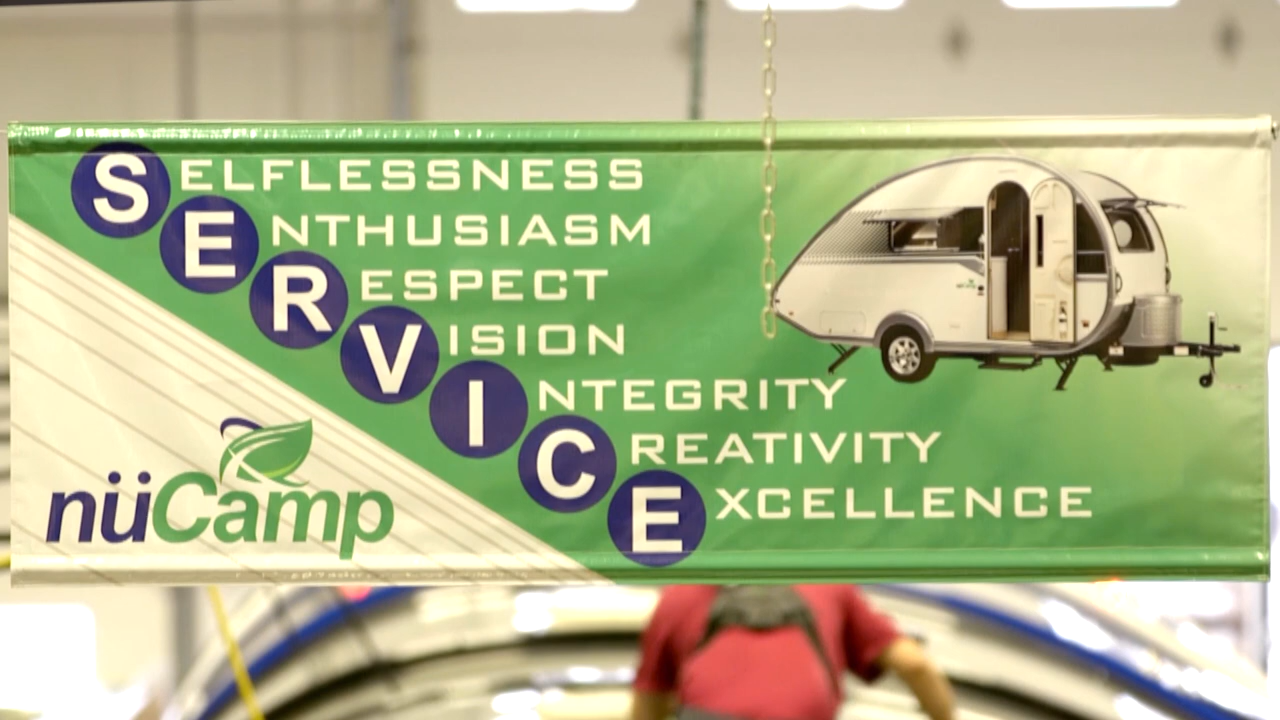 SELFLESSNESS
ENTHUSIASM
RESPECT
VISION
INTEGRITY
CREATIVITY
EXCELLENCE
nüCamp